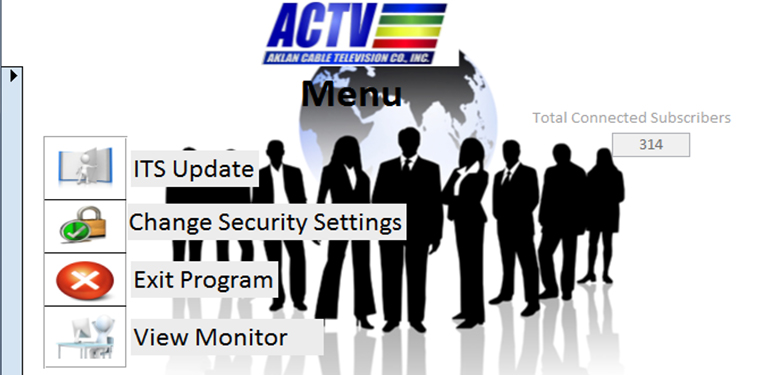 ACTV
AKLAN CABLE TELEVISION CO., INC.
Menu
Total Connected Subscribers
314
ITS Update
Change Security Settings
Exit Program
View Monitor